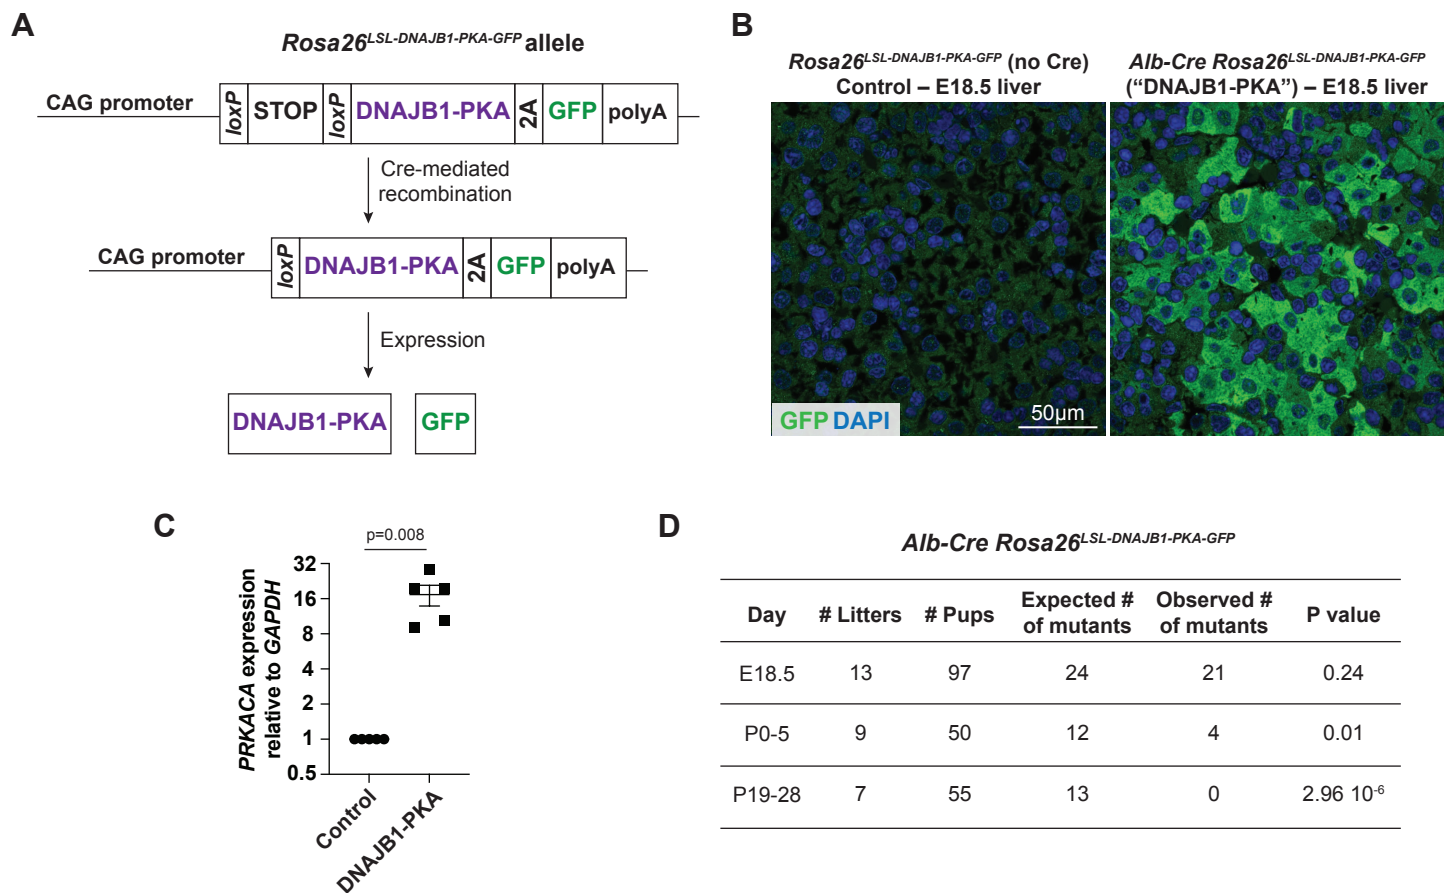 A
Rosa26LSL-DNAJB1-PKA-GFP allele
CAG promoter
loxP
STOP
loxP
DNAJB1-PKA
2A
GFP
polyA
Cre-mediated
recombination
CAG promoter
loxP
DNAJB1-PKA
2A
GFP
polyA
Expression
DNAJB1-PKA
GFP
B
Rosa26LSL-DNAJB1-PKA-GFP (no Cre)
Control – E18.5 liver
Alb-Cre Rosa26LSL-DNAJB1-PKA-GFP
(“DNAJB1-PKA”) – E18.5 liver
GFP DAPI
50µm
C
p=0.008
PRKACA expression
relative to GAPDH
32
16
8
4
2
1
0.5
Control
DNAJB1-PKA
D
Alb-Cre Rosa26LSL-DNAJB1-PKA-GFP
Day # Litters # Pups Expected # of mutants Observed # of mutants P value
E18.5 13 97 24 21 0.24
P0-5 9 50 12 4 0.01
P19-28 7 55 13 0 2.96 10-6